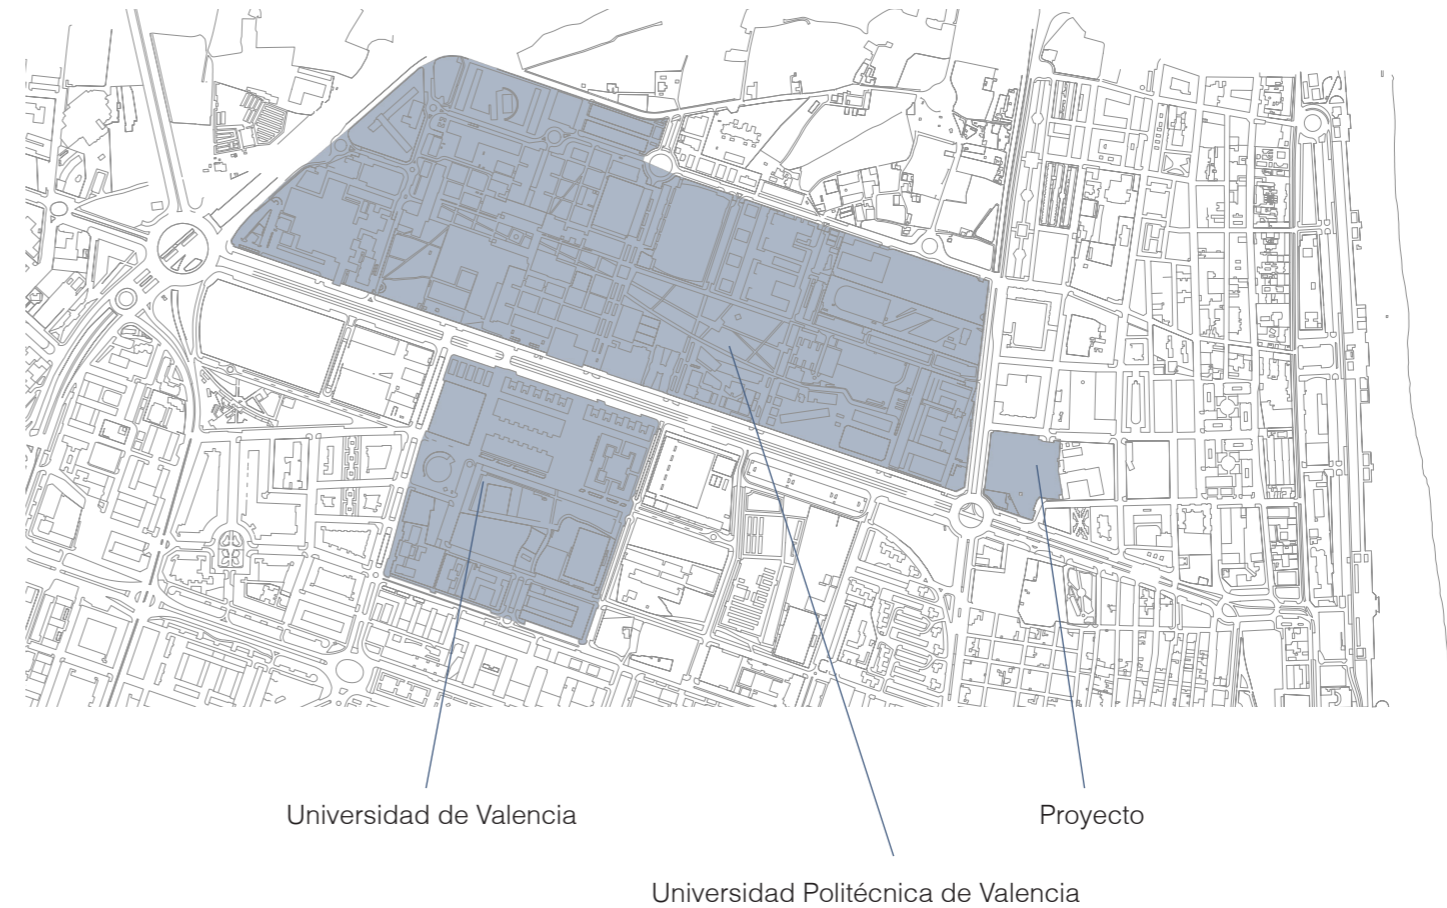 Universidad de Valencia
Proyecto
Universidad Politécnica de Valencia